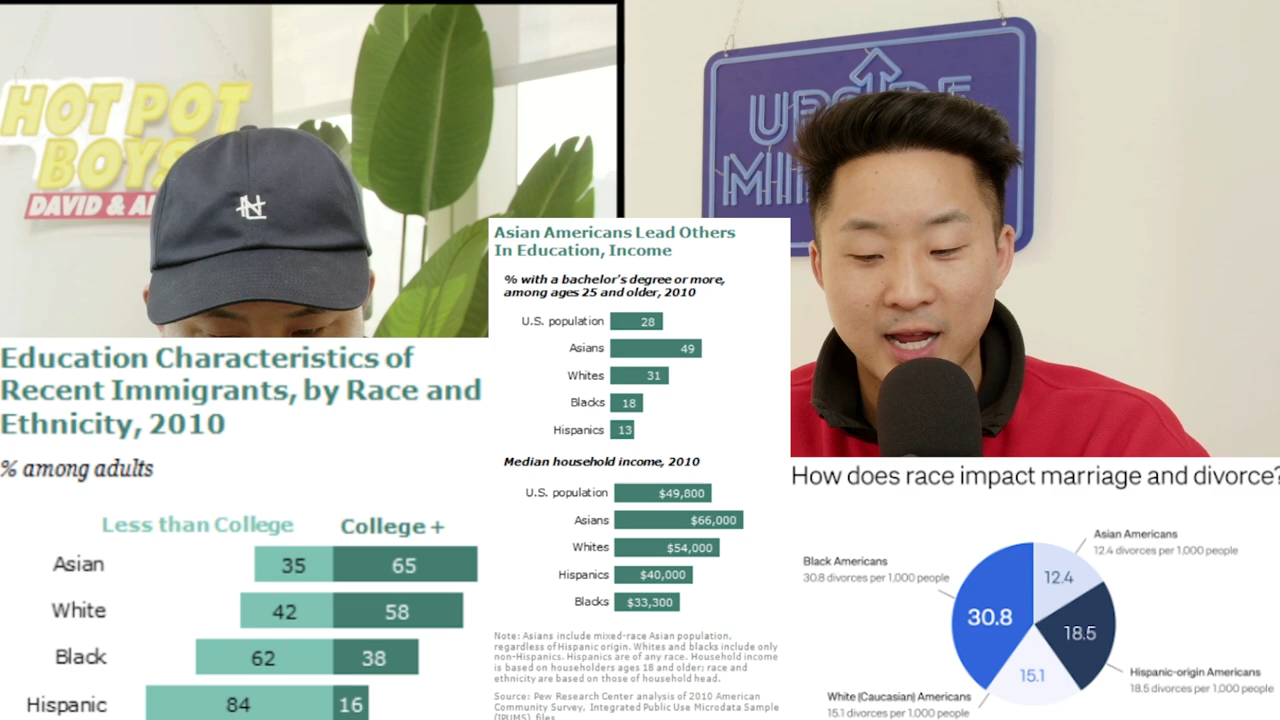 HOT POT
BOYS
DAVID &
UPSIDE
Education Characteristics of
Recent Immigrants, by Race and
Ethnicity, 2010
% among adults
Less than College College +
Asian 35 65
White 42 58
Black 62 38
Hispanic 84 16
Asian Americans Lead Others
In Education, Income
% with a bachelor's degree or more,
among ages 25 and older, 2010
U.S. population 28
Asians 49
Whites 31
Blacks 18
Hispanics 13
Median household income, 2010
U.S. population $49,800
Asians $66,000
Whites $54,000
Hispanics $40,000
Blacks $33,300
Note: Asians include mixed-race Asian population,
regardless of Hispanic origin. Whites and blacks include only
non-Hispanics. Hispanics are of any race. Household income
is based on householders ages 18 and older; race and
ethnicity are based on those of household head.
Source: Pew Research Center analysis of 2010 American
Community Survey, Integrated Public Use Microdata Sample
(IPUMS) files
How does race impact marriage and divorce?
Asian Americans
12.4 divorces per 1,000 people
12.4
Black Americans
30.8 divorces per 1,000 people
30.8
18.5
Hispanic-origin Americans
18.5 divorces per 1,000 people
15.1
White (Caucasian) Americans
15.1 divorces per 1,000 people